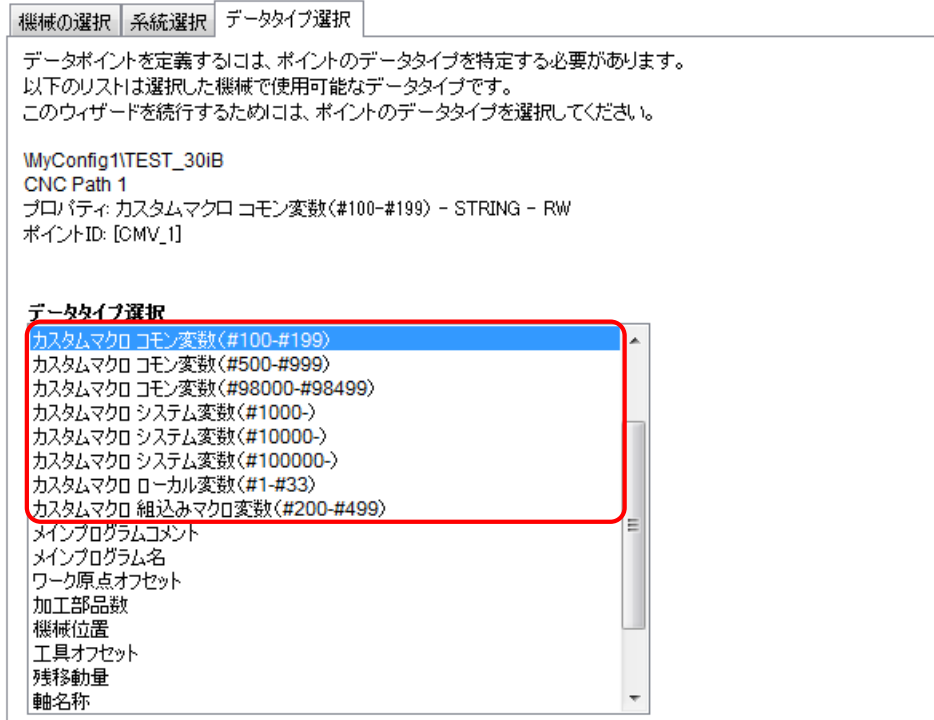 機械の選択 系統選択 データタイプ選択
データポイントを定義するには、ポイントのデータタイプを特定する必要があります。
以下のリストは選択した機械で使用可能なデータタイプです。
このウィザードを続行するためには、ポイントのデータタイプを選択してください。
\MyConfig1\TEST_30iB
CNC Path 1
プロパティ: カスタムマクロ コモン変数(#100-#199) - STRING - RW
ポイントID: [CMV_1]
データタイプ選択
カスタムマクロ コモン変数(#100-#199)
カスタムマクロ コモン変数(#500-#999)
カスタムマクロ コモン変数(#98000-#98499)
カスタムマクロ システム変数(#1000-)
カスタムマクロ システム変数(#10000-)
カスタムマクロ システム変数(#100000-)
カスタムマクロ ローカル変数(#1-#33)
カスタムマクロ 組込みマクロ変数(#200-#499)
メインプログラムコメント
メインプログラム名
ワーク原点オフセット
加工部品数
機械位置
工具オフセット
残移動量
軸名称